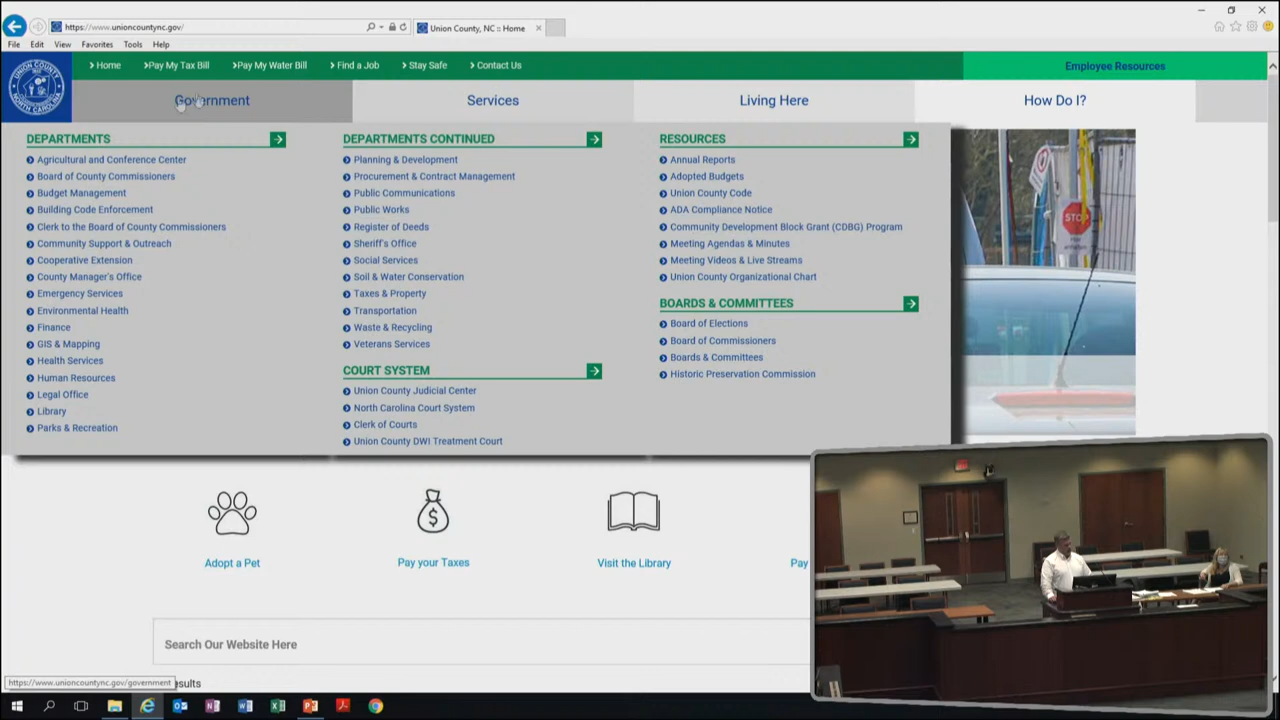 https://www.unioncountync.gov/
Union County, NC :: Home
File Edit View Favorites Tools Help
Home Pay My Tax Bill Pay My Water Bill Find a Job Stay Safe Contact Us
Employee Resources
UNION COUNTY
NORTH CAROLINA
Government Services Living Here How Do I?
DEPARTMENTS
Agricultural and Conference Center
Board of County Commissioners
Budget Management
Building Code Enforcement
Clerk to the Board of County Commissioners
Community Support & Outreach
Cooperative Extension
County Manager's Office
Emergency Services
Environmental Health
Finance
GIS & Mapping
Health Services
Human Resources
Legal Office
Library
Parks & Recreation
DEPARTMENTS CONTINUED
Planning & Development
Procurement & Contract Management
Public Communications
Public Works
Register of Deeds
Sheriff's Office
Social Services
Soil & Water Conservation
Taxes & Property
Transportation
Waste & Recycling
Veterans Services
COURT SYSTEM
Union County Judicial Center
North Carolina Court System
Clerk of Courts
Union County DWI Treatment Court
RESOURCES
Annual Reports
Adopted Budgets
Union County Code
ADA Compliance Notice
Community Development Block Grant (CDBG) Program
Meeting Agendas & Minutes
Meeting Videos & Live Streams
Union County Organizational Chart
BOARDS & COMMITTEES
Board of Elections
Board of Commissioners
Boards & Committees
Historic Preservation Commission
STOP
Adopt a Pet
Pay your Taxes
Visit the Library
Pay
Search Our Website Here
https://www.unioncountync.gov/government